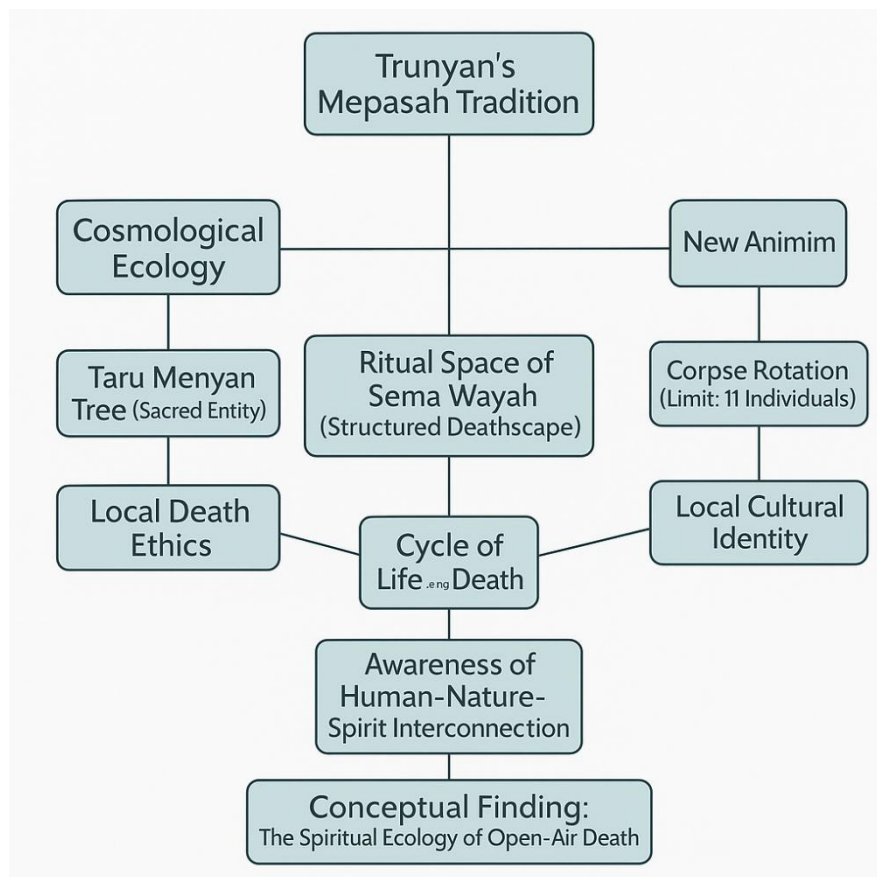 Trunyan's
Mepasah Tradition
Cosmological
Ecology
New Animim
Taru Menyan
Tree (Sacred Entity)
Ritual Space of
Sema Wayah
(Structured Deathscape)
Corpse Rotation
(Limit: 11 Individuals)
Local Death
Ethics
Cycle of
Life .eng Death
Local Cultural
Identity
Awareness of
Human-Nature-
Spirit Interconnection
Conceptual Finding:
The Spiritual Ecology of Open-Air Death